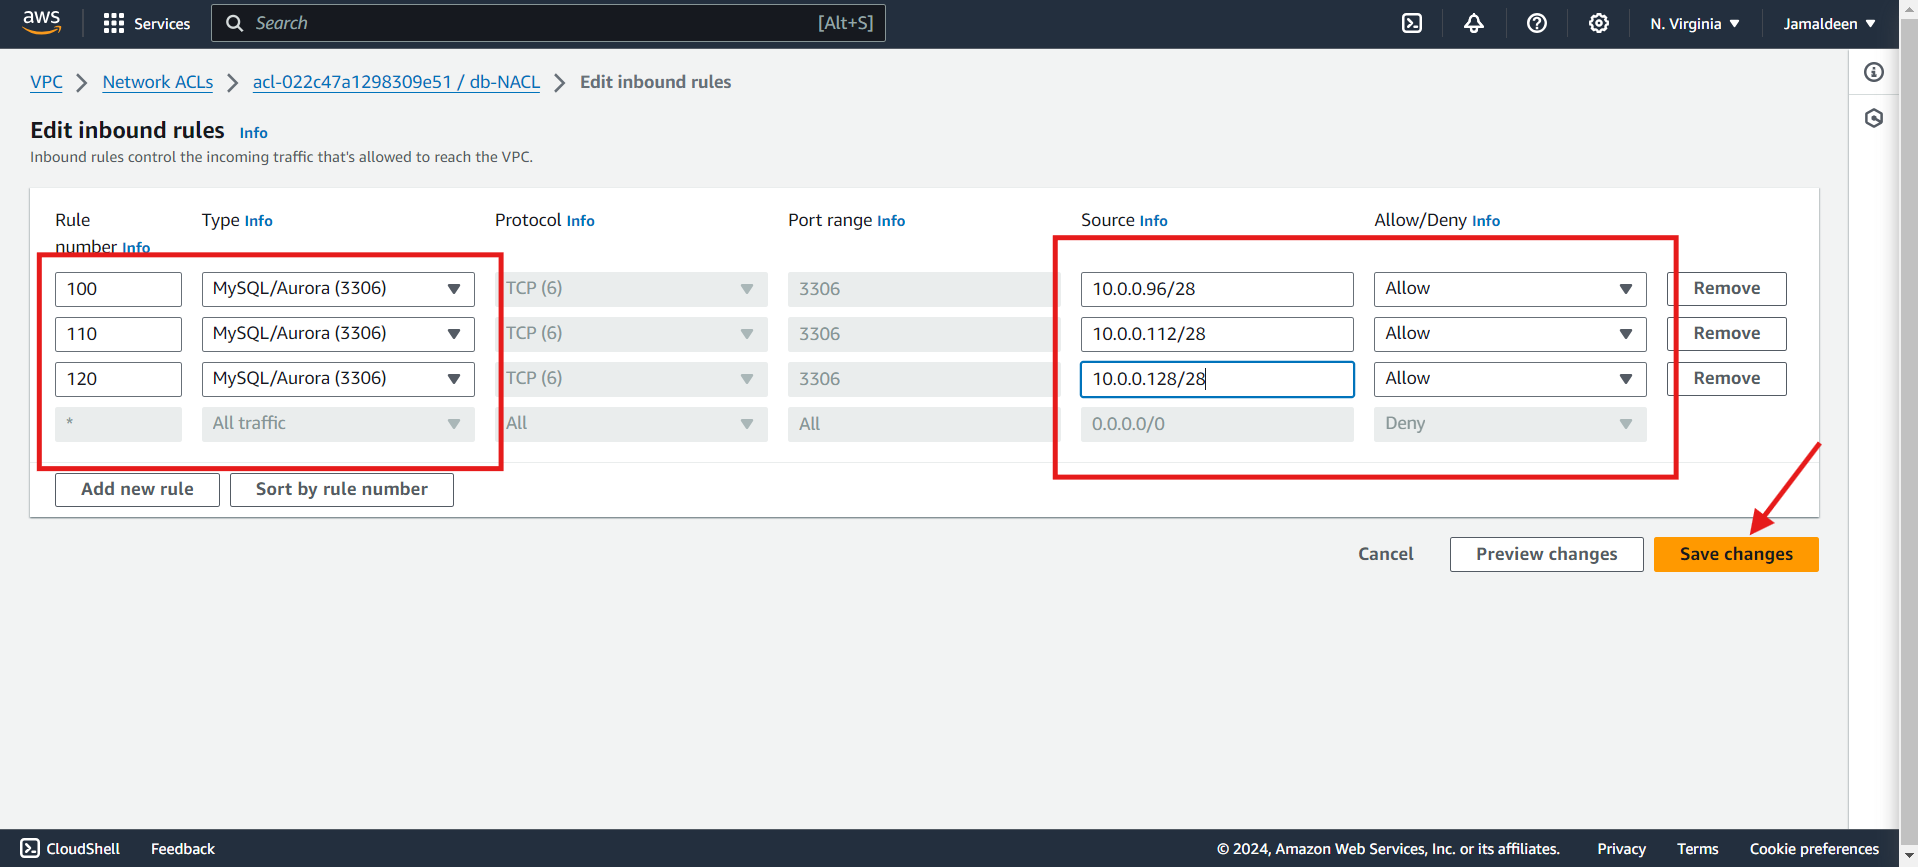 aws Services Search [Alt+S] N. Virginia Jamaldeen
VPC Network ACLs acl-022c47a1298309e51 / db-NACL Edit inbound rules
Edit inbound rules Info
Inbound rules control the incoming traffic that's allowed to reach the VPC.
Rule number Info Type Info Protocol Info Port range Info Source Info Allow/Deny Info
100 MySQL/Aurora (3306) TCP (6) 3306 10.0.0.96/28 Allow Remove
110 MySQL/Aurora (3306) TCP (6) 3306 10.0.0.112/28 Allow Remove
120 MySQL/Aurora (3306) TCP (6) 3306 10.0.0.128/28 Allow Remove
* All traffic All All 0.0.0.0/0 Deny
Add new rule Sort by rule number
Cancel Preview changes Save changes
CloudShell Feedback © 2024, Amazon Web Services, Inc. or its affiliates. Privacy Terms Cookie preferences